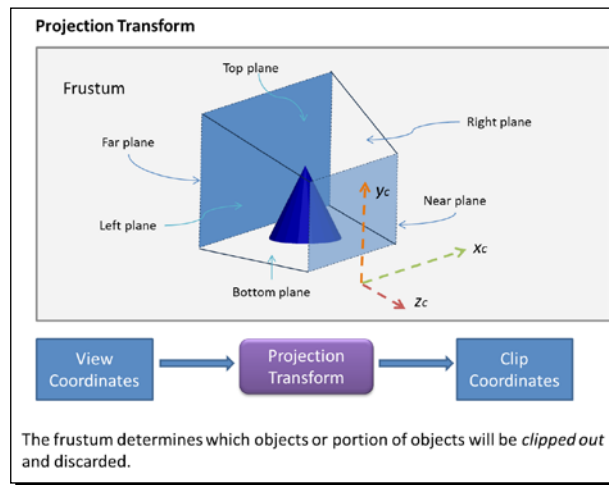 Projection Transform
Top plane
Frustum
Right plane
Far plane
yc
Near plane
Left plane
xc
zc
Bottom plane
View
Coordinates
Projection
Transform
Clip
Coordinates
The frustum determines which objects or portion of objects will be clipped out
and discarded.